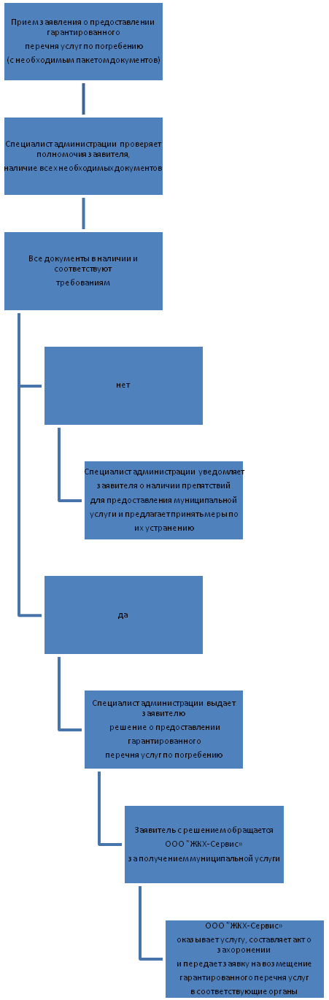 Прием заявления о предоставлении
гарантированного
перечня услуг по погребению
(с необходимым пакетом документов)
Специалист администрации проверяет
полномочия заявителя,
наличие всех необходимых документов
Все документы в наличии и
соответствуют
требованиям
нет
Специалист администрации уведомляет
заявителя о наличии препятствий
для предоставления муниципальной
услуги и предлагает принять меры по
их устранению
да
Специалист администрации выдает
заявителю
решение о предоставлении
гарантированного
перечня услуг по погребению
Заявитель с решением обращается
ООО "ЖКХ-Сервис»
за получением муниципальной услуги
ООО "ЖКХ-Сервис»
оказывает услугу, составляет акт о
захоронении
и передает заявку на возмещение
гарантированного перечня услуг
в соответствующие органы